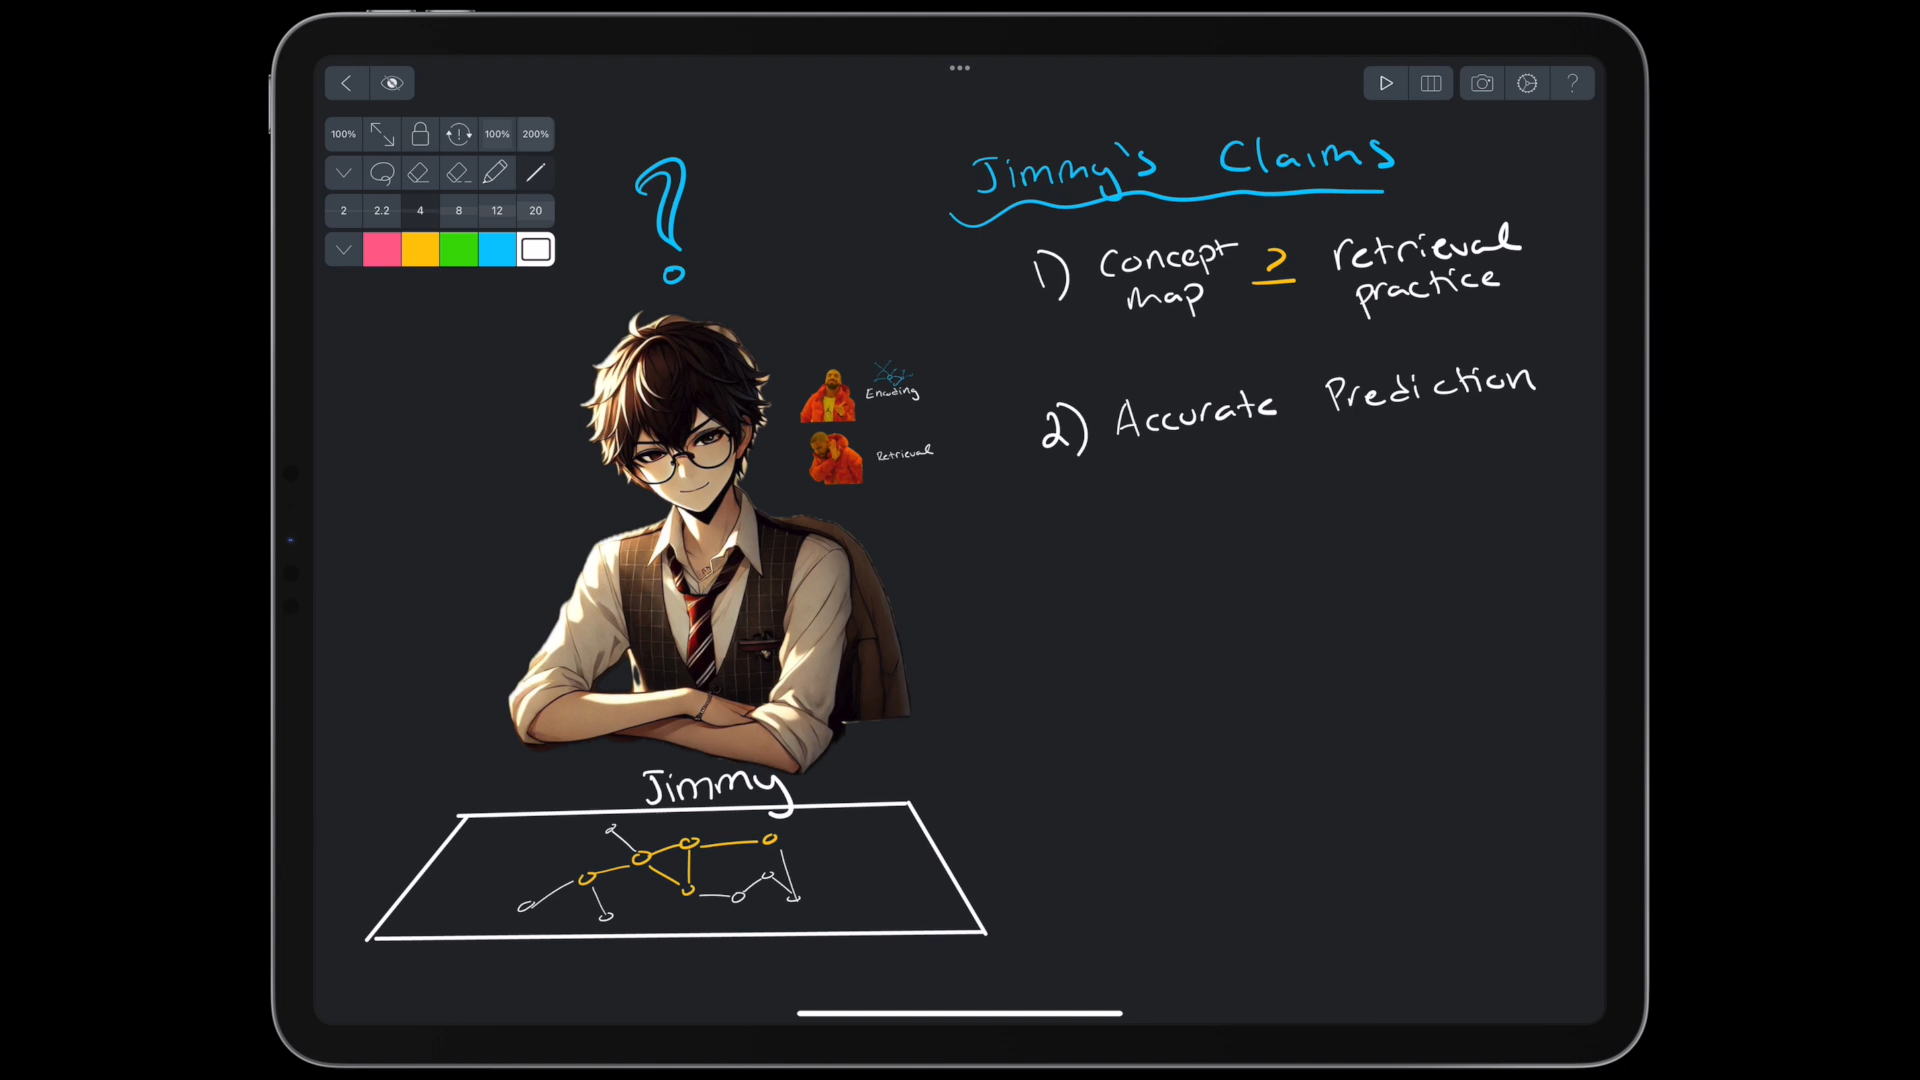 100% 100% 200%
2 2.2 4 8 12 20
?
Jimmy's Claims
1) Concept map ≥ retrieval practice
2) Accurate Prediction
Encoding
Retrieval
Jimmy